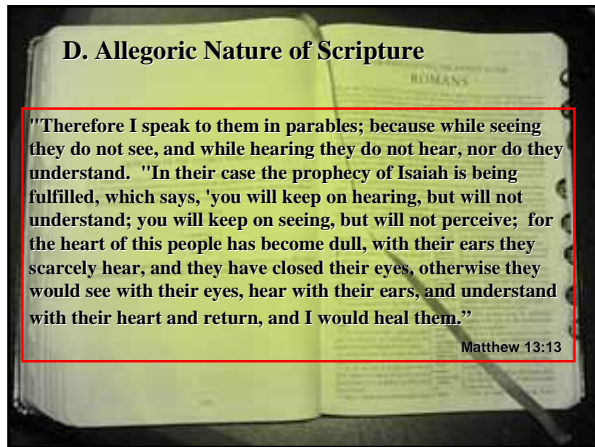 D. Allegoric Nature of Scripture
ROMANS
"Therefore I speak to them in parables; because while seeing
they do not see, and while hearing they do not hear, nor do they
understand.  "In their case the prophecy of Isaiah is being
fulfilled, which says, 'you will keep on hearing, but will not
understand; you will keep on seeing, but will not perceive;  for
the heart of this people has become dull, with their ears they
scarcely hear, and they have closed their eyes, otherwise they
would see with their eyes, hear with their ears, and understand
with their heart and return, and I would heal them.”
Matthew 13:13